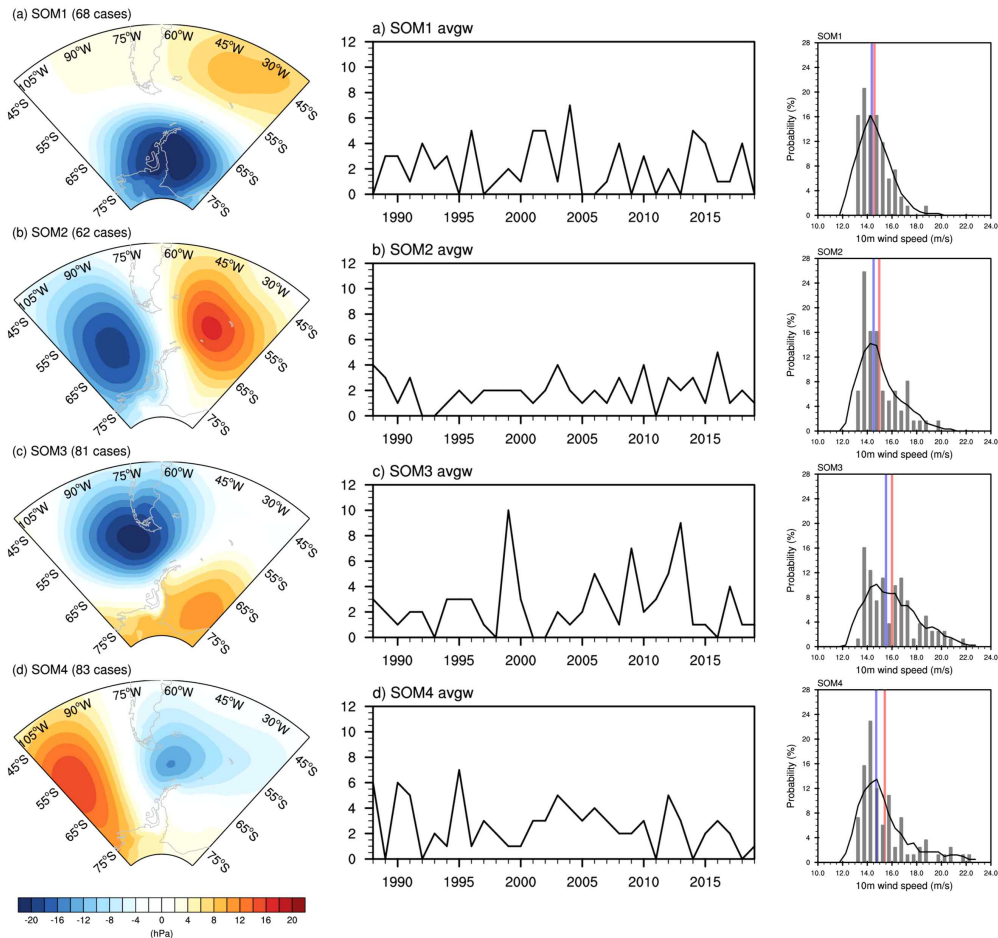 (a) SOM1 (68 cases)
105°W 90°W 75°W 60°W 45°W 30°W
45°S 55°S 65°S 75°S
75°S 65°S 55°S 45°S
(b) SOM2 (62 cases)
105°W 90°W 75°W 60°W 45°W 30°W
45°S 55°S 65°S 75°S
75°S 65°S 55°S 45°S
(c) SOM3 (81 cases)
105°W 90°W 75°W 60°W 45°W 30°W
45°S 55°S 65°S 75°S
75°S 65°S 55°S 45°S
(d) SOM4 (83 cases)
105°W 90°W 75°W 60°W 45°W 30°W
45°S 55°S 65°S 75°S
75°S 65°S 55°S 45°S
-20 -16 -12 -8 -4 0 4 8 12 16 20
(hPa)
a) SOM1 avgw
12
10
8
6
4
2
0
1990 1995 2000 2005 2010 2015
b) SOM2 avgw
12
10
8
6
4
2
0
1990 1995 2000 2005 2010 2015
c) SOM3 avgw
12
10
8
6
4
2
0
1990 1995 2000 2005 2010 2015
d) SOM4 avgw
12
10
8
6
4
2
0
1990 1995 2000 2005 2010 2015
SOM1
Probability (%)
28
24
20
16
12
8
4
0
10.0 12.0 14.0 16.0 18.0 20.0 22.0 24.0
10m wind speed (m/s)
SOM2
Probability (%)
28
24
20
16
12
8
4
0
10.0 12.0 14.0 16.0 18.0 20.0 22.0 24.0
10m wind speed (m/s)
SOM3
Probability (%)
28
24
20
16
12
8
4
0
10.0 12.0 14.0 16.0 18.0 20.0 22.0 24.0
10m wind speed (m/s)
SOM4
Probability (%)
28
24
20
16
12
8
4
0
10.0 12.0 14.0 16.0 18.0 20.0 22.0 24.0
10m wind speed (m/s)